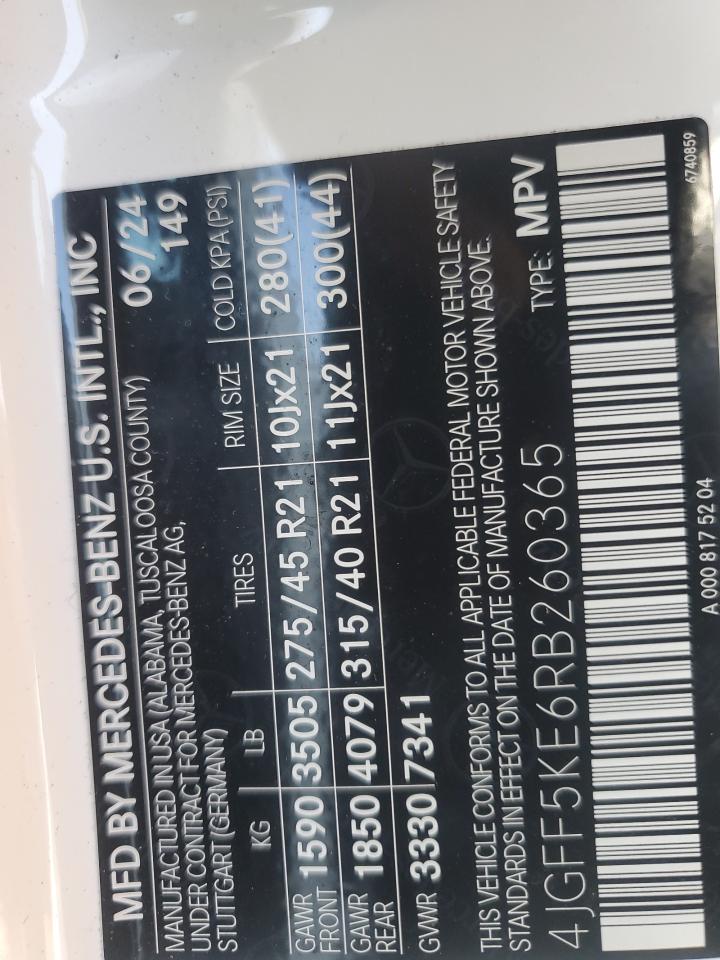 MFD BY MERCEDES-BENZ U.S. INTL., INC
MANUFACTURED IN USA (ALABAMA, TUSCALOOSA COUNTY) 06/24
UNDER CONTRACT FOR MERCEDES-BENZ AG, 149
STUTTGART (GERMANY)
KG LB TIRES RIM SIZE COLD KPA (PSI)
GAWR FRONT 1590 3505 275/45 R21 10Jx21 280(41)
GAWR REAR 1850 4079 315/40 R21 11Jx21 300(44)
GVWR 3330 7341
THIS VEHICLE CONFORMS TO ALL APPLICABLE FEDERAL MOTOR VEHICLE SAFETY
STANDARDS IN EFFECT ON THE DATE OF MANUFACTURE SHOWN ABOVE.
4JGFF5KE6RB260365 TYPE: MPV
A 000 817 52 04
6740859